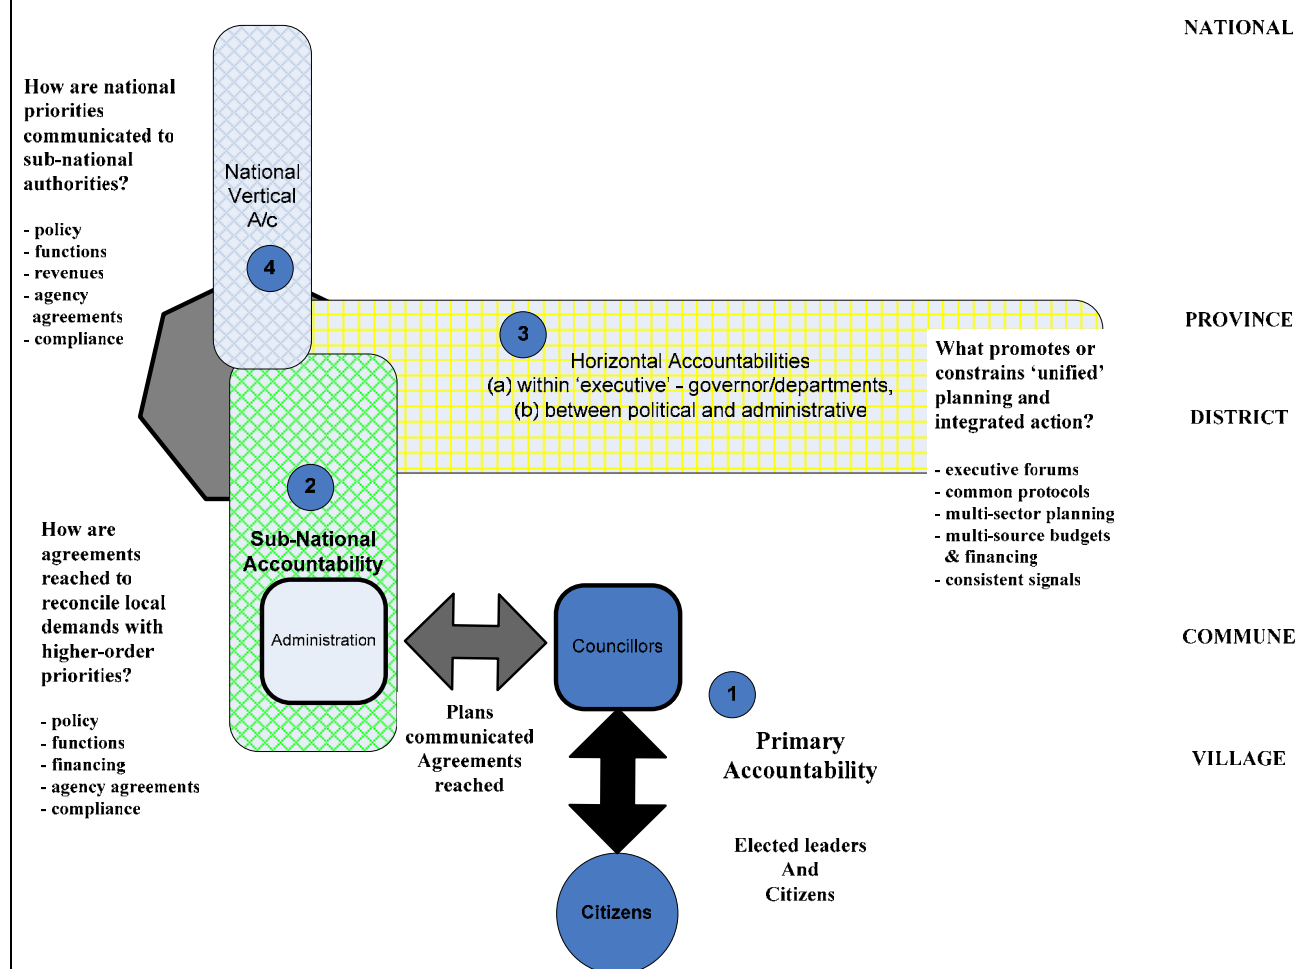 NATIONAL
How are national
priorities
communicated to
sub-national
authorities?
- policy
- functions
- revenues
- agency
agreements
- compliance
National
Vertical
A/c
4
PROVINCE
3
Horizontal Accountabilities
(a) within ‘executive’ - governor/departments,
(b) between political and administrative
What promotes or
constrains ‘unified’
planning and
integrated action?
- executive forums
- common protocols
- multi-sector planning
- multi-source budgets
& financing
- consistent signals
DISTRICT
2
Sub-National
Accountability
Administration
How are
agreements
reached to
reconcile local
demands with
higher-order
priorities?
- policy
- functions
- financing
- agency agreements
- compliance
Plans
communicated
Agreements
reached
Councillors
COMMUNE
1
Primary
Accountability
VILLAGE
Elected leaders
And
Citizens
Citizens